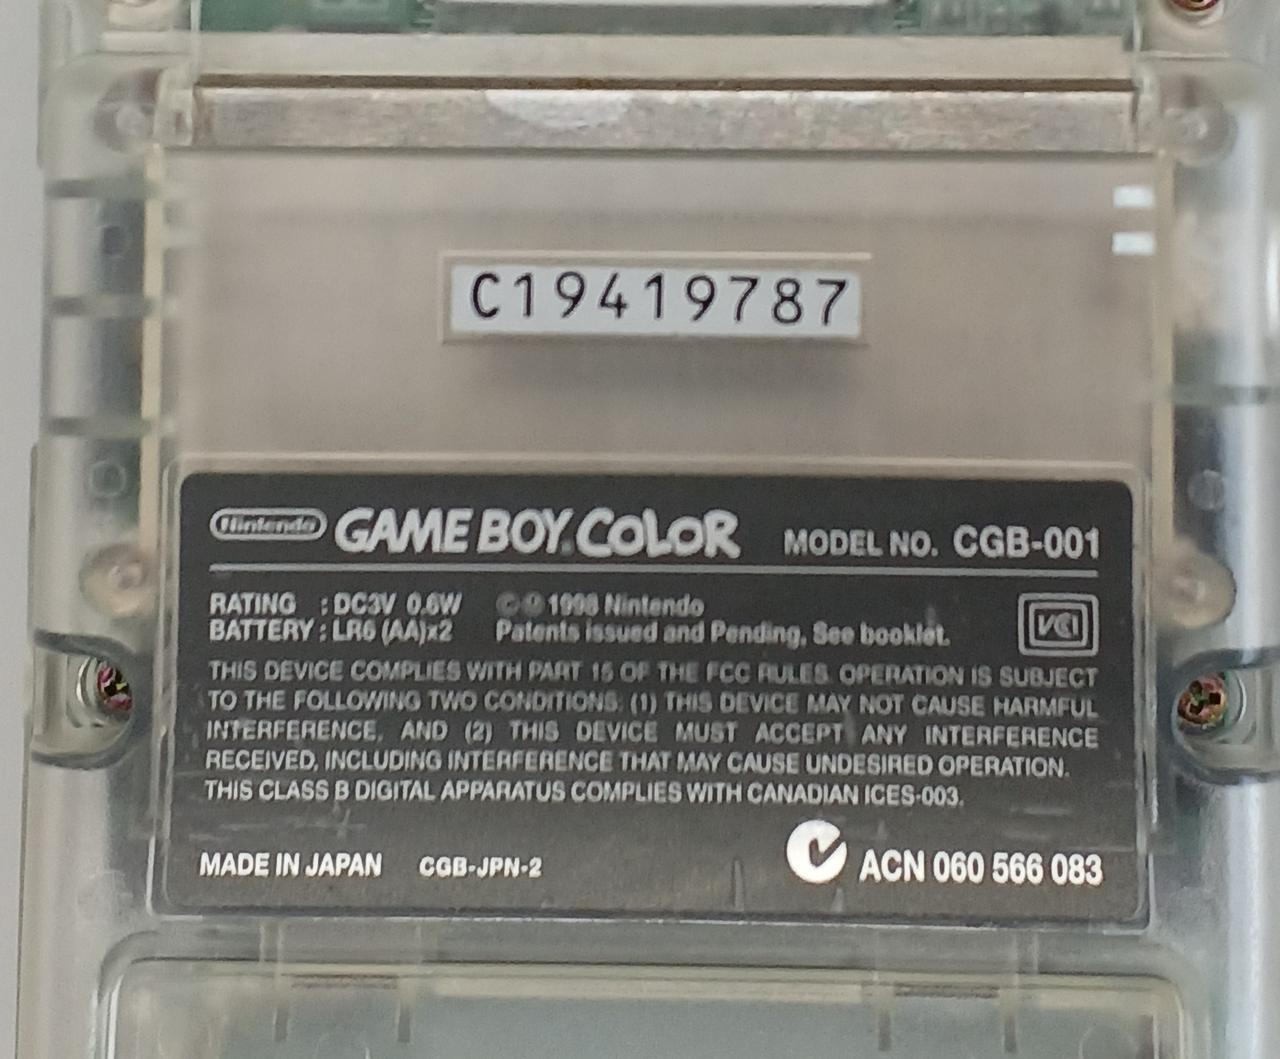 C19419787
Nintendo GAME BOY COLOR MODEL NO. CGB-001
RATING : DC3V 0.6W © ® 1998 Nintendo
BATTERY : LR6 (AA)x2 Patents issued and Pending, See booklet.
VCI
THIS DEVICE COMPLIES WITH PART 15 OF THE FCC RULES. OPERATION IS SUBJECT
TO THE FOLLOWING TWO CONDITIONS: (1) THIS DEVICE MAY NOT CAUSE HARMFUL
INTERFERENCE, AND (2) THIS DEVICE MUST ACCEPT ANY INTERFERENCE
RECEIVED, INCLUDING INTERFERENCE THAT MAY CAUSE UNDESIRED OPERATION.
THIS CLASS B DIGITAL APPARATUS COMPLIES WITH CANADIAN ICES-003.
MADE IN JAPAN CGB-JPN-2 ACN 060 566 083